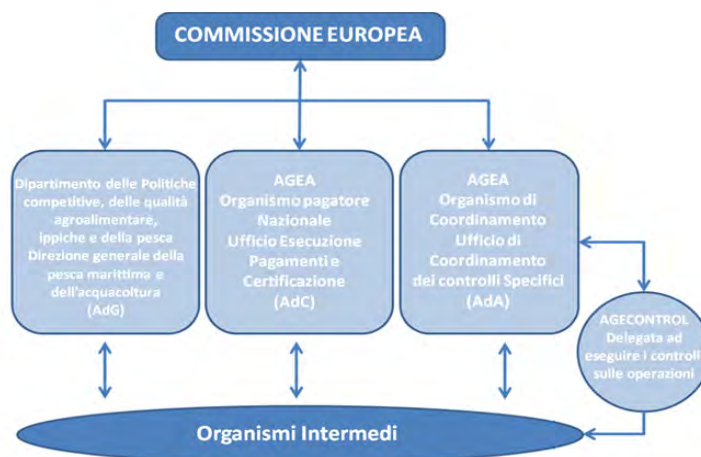 COMMISSIONE EUROPEA
Dipartimento delle Politiche
competitive, delle qualità
agroalimentare,
ippiche e della pesca
Direzione generale della
pesca marittima e
dell'acquacoltura
(AdG)
AGEA
Organismo pagatore
Nazionale
Ufficio Esecuzione
Pagamenti e
Certificazione
(AdC)
AGEA
Organismo di
Coordinamento
Ufficio di
Coordinamento
dei controlli Specifici
(AdA)
AGECONTROL
Delegata ad
eseguire i controlli
sulle operazioni
Organismi Intermedi